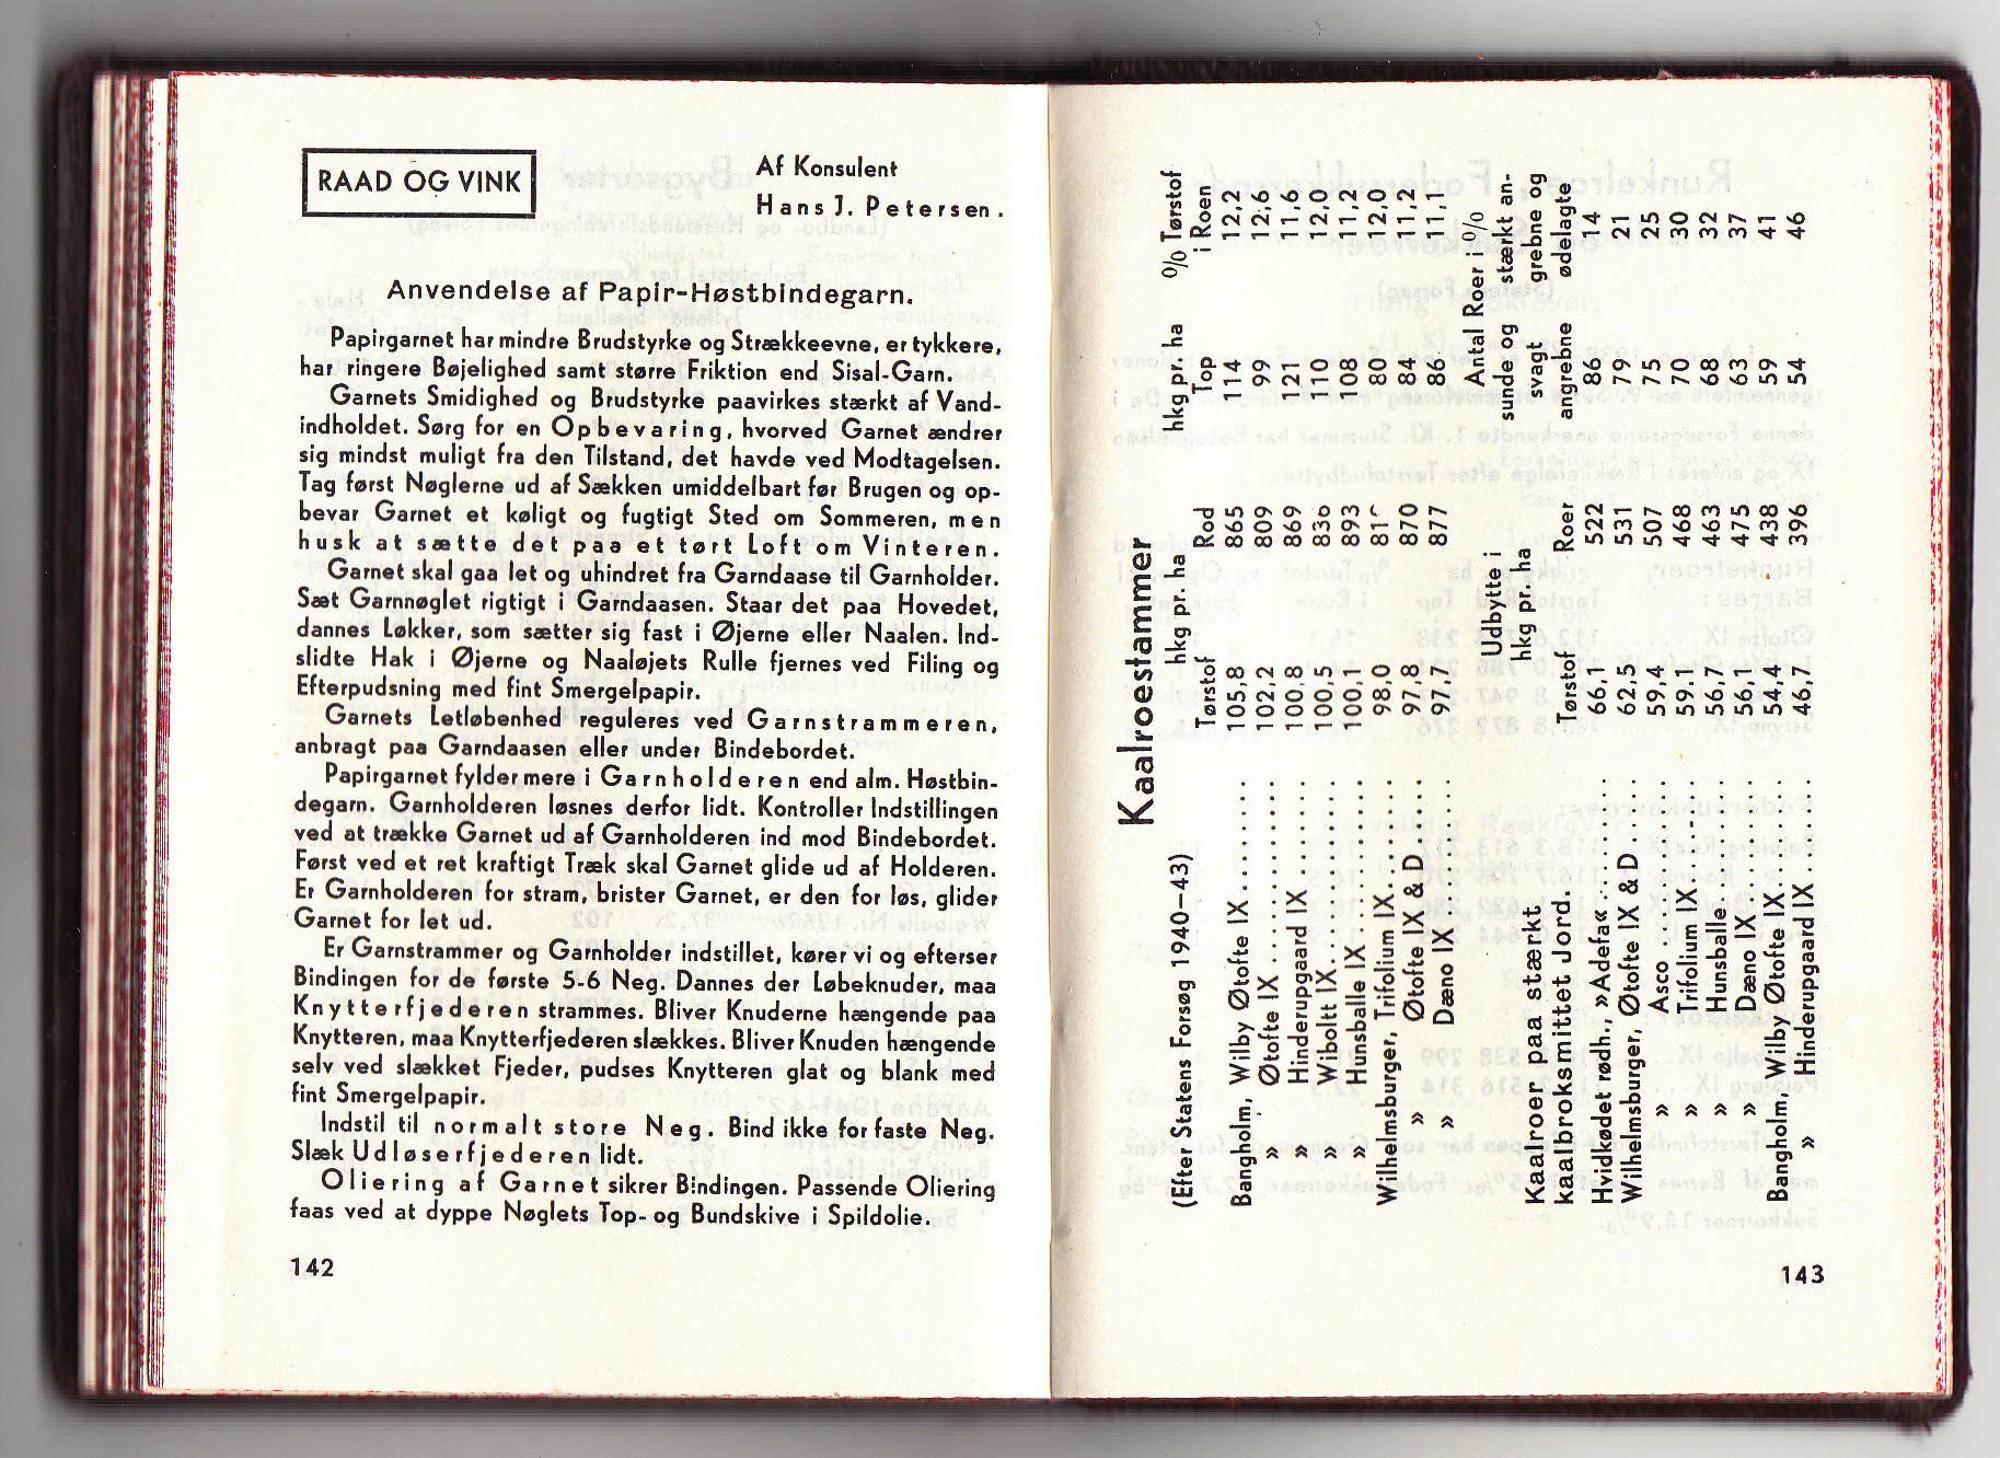 RAAD OG VINK
Af Konsulent
Hans J. Petersen.
Anvendelse af Papir-Høstbindegarn.
Papirgarnet har mindre Brudstyrke og Strækkeevne, er tykkere,
har ringere Bøjelighed samt større Friktion end Sisal-Garn.
Garnets Smidighed og Brudstyrke paavirkes stærkt af Vand-
indholdet. Sørg for en Opbevaring, hvorved Garnet ændrer
sig mindst muligt fra den Tilstand, det havde ved Modtagelsen.
Tag først Nøglerne ud af Sækken umiddelbart før Brugen og op-
bevar Garnet et køligt og fugtigt Sted om Sommeren, men
husk at sætte det paa et tørt Loft om Vinteren.
Garnet skal gaa let og uhindret fra Garndaase til Garnholder.
Sæt Garnnøglet rigtigt i Garndaasen. Staar det paa Hovedet,
dannes Løkker, som sætter sig fast i Øjerne eller Naalen. Ind-
slidte Hak i Øjerne og Naaløjets Rulle fjernes ved Filing og
Efterpudsning med fint Smergelpapir.
Garnets Letløbenhed reguleres ved Garnstrammeren,
anbragt paa Garndaasen eller under Bindebordet.
Papirgarnet fylder mere i Garnholderen end alm. Høstbin-
degarn. Garnholderen løsnes derfor lidt. Kontroller Indstillingen
ved at trække Garnet ud af Garnholderen ind mod Bindebordet.
Først ved et ret kraftigt Træk skal Garnet glide ud af Holderen.
Er Garnholderen for stram, brister Garnet, er den for løs, glider
Garnet for let ud.
Er Garnstrammer og Garnholder indstillet, kører vi og efterser
Bindingen for de første 5-6 Neg. Dannes der Løbeknuder, maa
Knytterfjederen strammes. Bliver Knuderne hængende paa
Knytteren, maa Knytterfjederen slækkes. Bliver Knuden hængende
selv ved slækket Fjeder, pudses Knytteren glat og blank med
fint Smergelpapir.
Indstil til normalt store Neg. Bind ikke for faste Neg.
Slæk Udløserfjederen lidt.
Oliering af Garnet sikrer Bindingen. Passende Oliering
faas ved at dyppe Nøglets Top- og Bundskive i Spildolie.
142
Kaalroestammer
(Efter Statens Forsøg 1940—43) hkg pr. ha hkg pr. ha % Tørstof
Tørstof Rod Top i Roen
Bangholm, Wilby Øtofte IX........ 105,8 865 114 12,2
» Øtofte IX .......... 102,2 809 99 12,6
» Hinderupgaard IX ..... 100,8 869 121 11,6
» Wiboltt IX .......... 100,5 836 110 12,0
» Hunsballe IX ........ 100,1 893 108 11,2
Wilhelmsburger, Trifolium IX...... 98,0 80 12,0
» Øtofte IX & D .... 97,8 870 84 11,2
» Dæno IX ........ 97,7 877 86 11,1
Kaalroer paa stærkt
kaalbroksmittet Jord.
Udbytte i
hkg pr. ha
Antal Roer i %
sunde og stærkt an-
svagt grebne og
Tørstof Roer angrebne ødelagte
Hvidkødet rødh., »Adefa«........ 66,1 522 86 14
Wilhelmsburger, Øtofte IX & D .... 62,5 531 79 21
» Asco .......... 59,4 507 75 25
» Trifolium IX ...... 59,1 468 70 30
» Hunsballe ........ 56,7 463 68 32
» Dæno IX ........ 56,1 475 63 37
Bangholm, Wilby Øtofte IX........ 54,4 438 59 41
» Hinderupgaard IX ...... 46,7 396 54 46
143